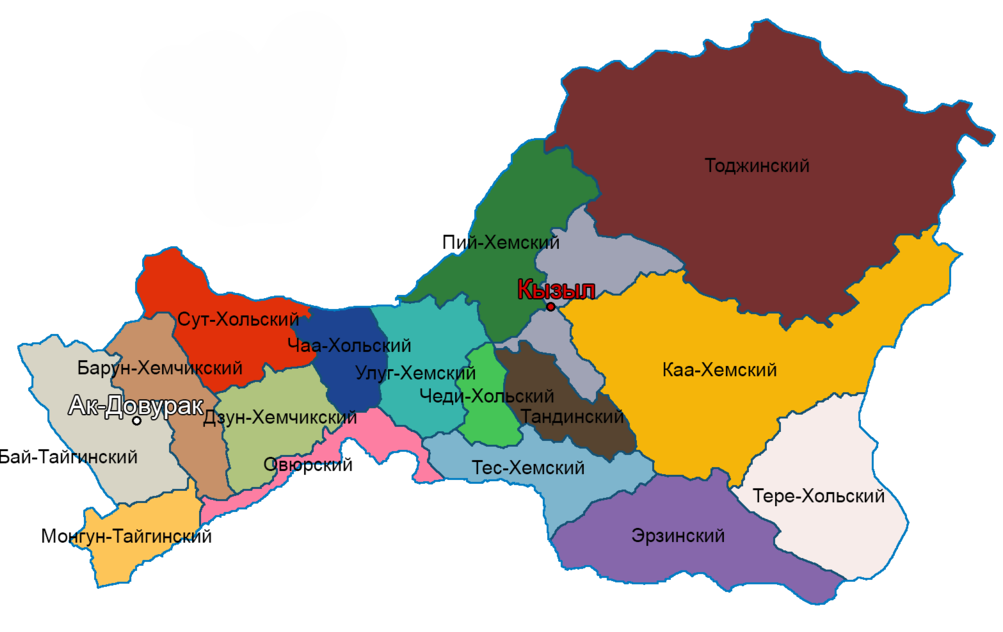 Тоджинский
Пий-Хемский
Кызыл
Сут-Хольский
Чаа-Хольский
Барун-Хемчикский
Улуг-Хемский
Каа-Хемский
Чеди-Хольский
Ак-Довурак
Дзун-Хемчикский
Тандинский
Бай-Тайгинский
Овюрский
Тес-Хемский
Тере-Хольский
Монгун-Тайгинский
Эрзинский